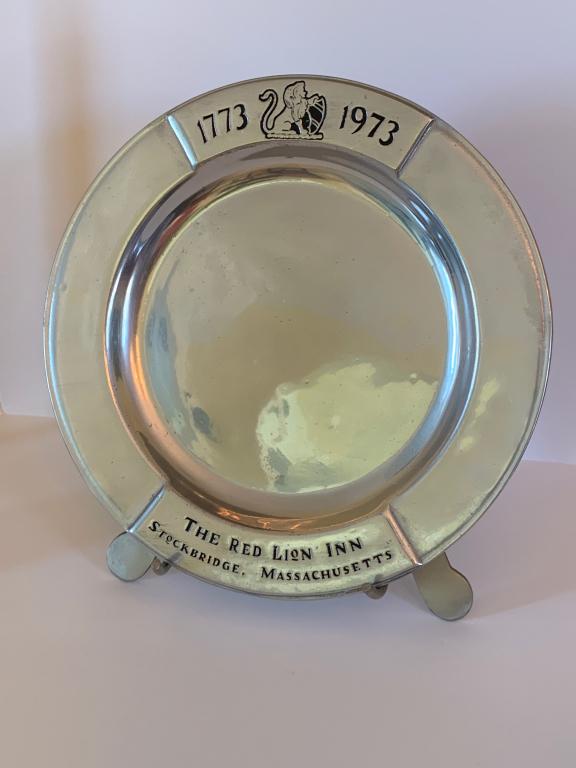 1773 1973
THE RED LION INN
STOCKBRIDGE, MASSACHUSETTS